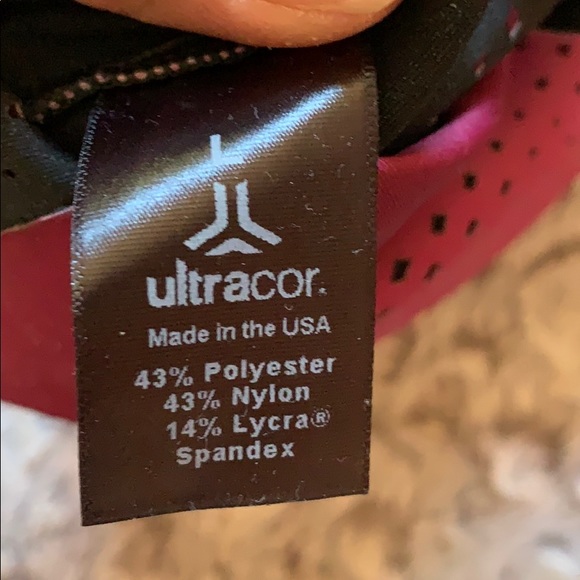 L
ultracor.
Made in the USA
43% Polyester
43% Nylon
14% Lycra®
Spandex